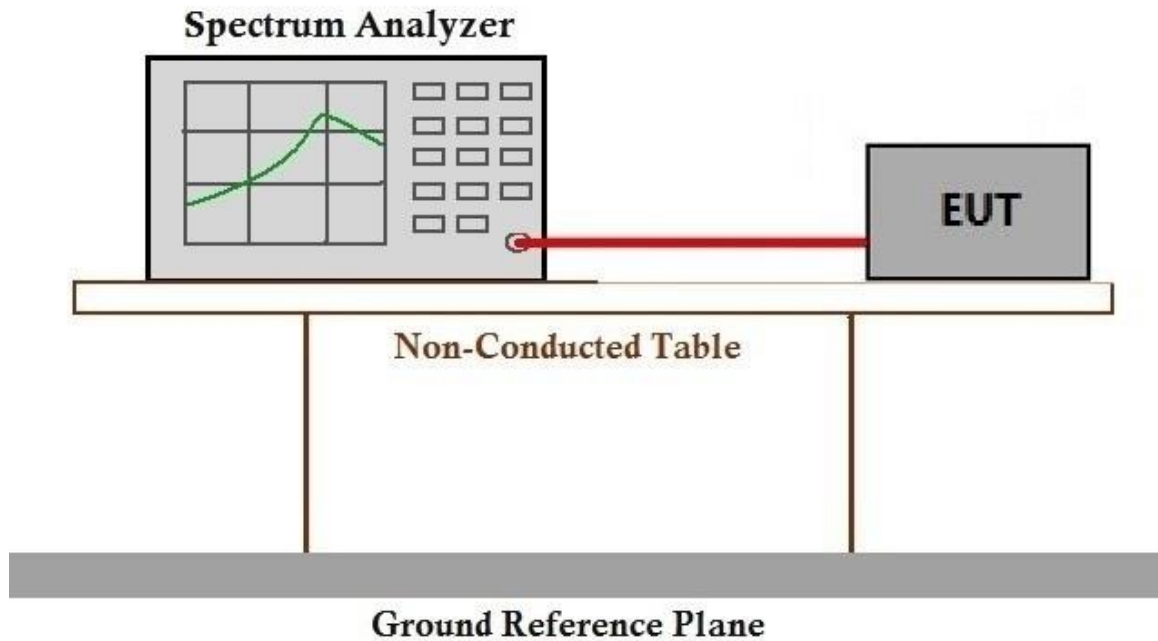 Spectrum Analyzer
EUT
Non-Conducted Table
Ground Reference Plane